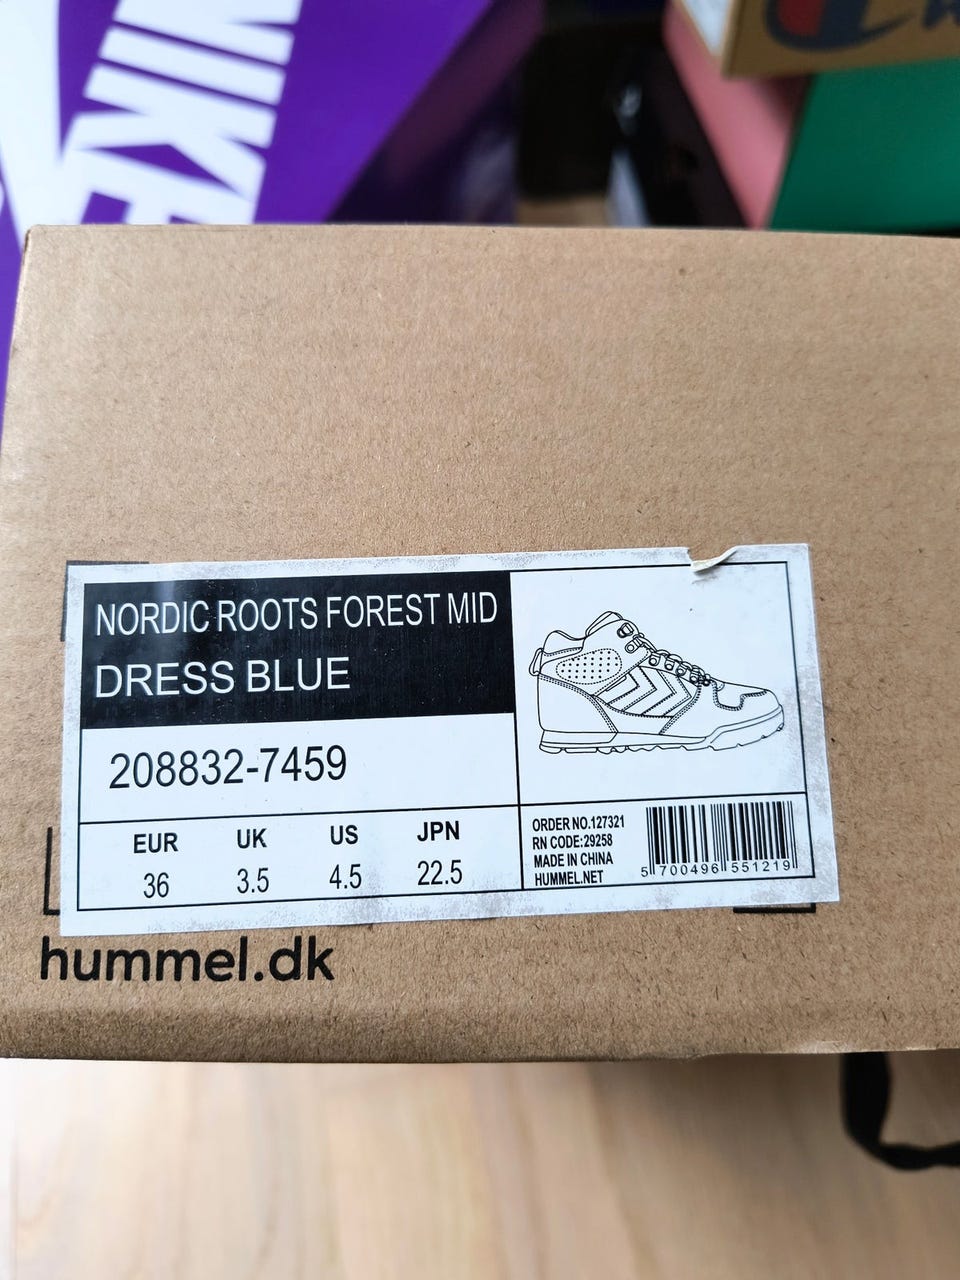 NIKE
NORDIC ROOTS FOREST MID
DRESS BLUE
208832-7459
EUR UK US JPN
36 3.5 4.5 22.5
ORDER NO.127321
RN CODE:29258
MADE IN CHINA
HUMMEL.NET
5 700496 551219
hummel.dk